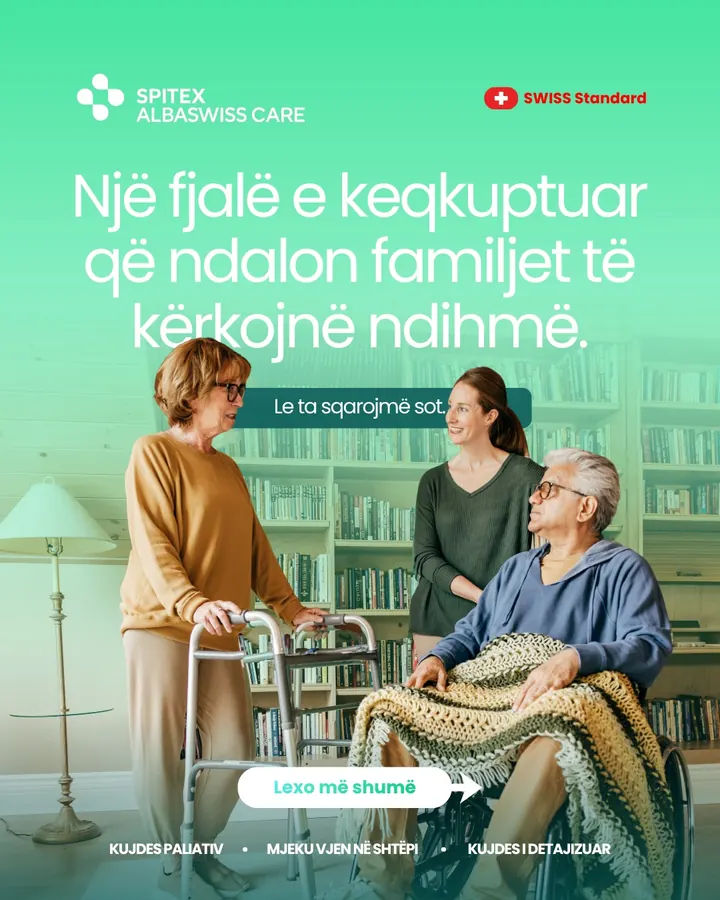 SPITEX
ALBASWISS CARE
SWISS Standard
Një fjalë e keqkuptuar
që ndalon familjet të
kërkojnë ndihmë.
Le ta sqarojmë sot.
Lexo më shumë
KUJDES PALIATIV • MJEKU VJEN NË SHTËPI • KUJDES I DETAJIZUAR